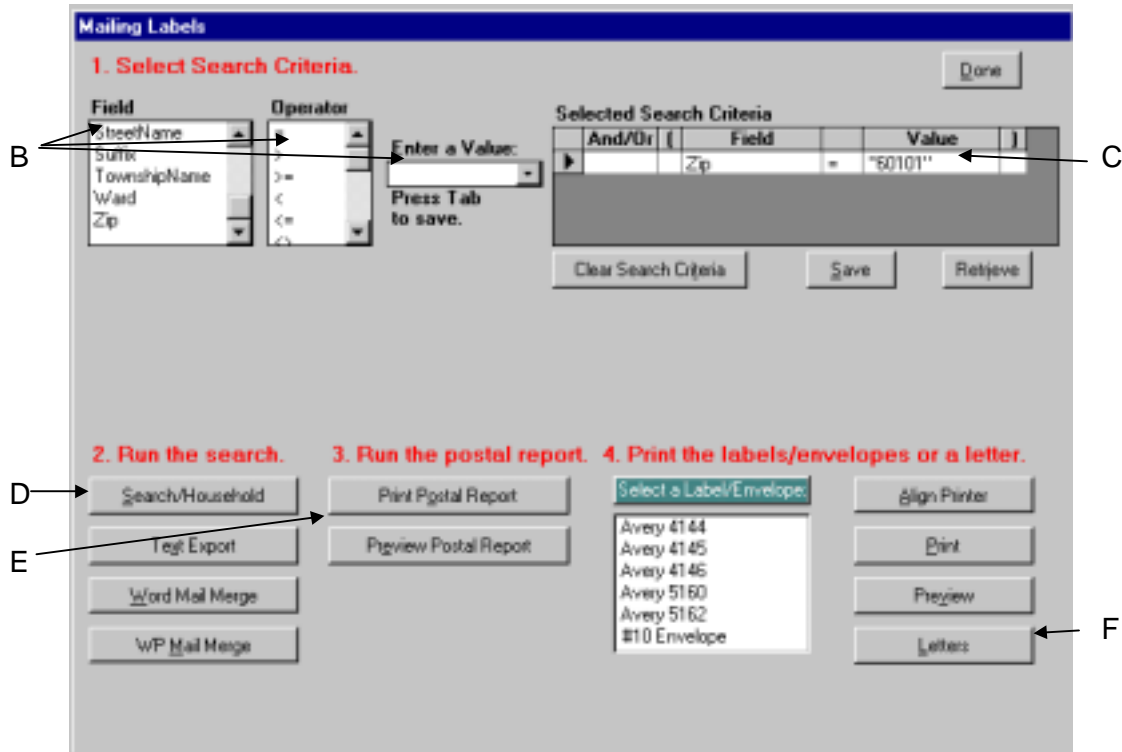 Mailing Labels
1. Select Search Criteria.
Done
Field
Operator
Selected Search Criteria
StreetName
Suffix
TownshipName
Ward
Zip
=
>
>=
<
<=
<>
Enter a Value:
Press Tab
to save.
And/Or ( Field Value )
Zip = "60101"
B
C
Clear Search Criteria
Save
Retrieve
2. Run the search.
3. Run the postal report.
4. Print the labels/envelopes or a letter.
D
Search/Household
Print Postal Report
Select a Label/Envelope:
Align Printer
E
Text Export
Preview Postal Report
Avery 4144
Avery 4145
Avery 4146
Avery 5160
Avery 5162
#10 Envelope
Print
Word Mail Merge
Preview
F
WP Mail Merge
Letters